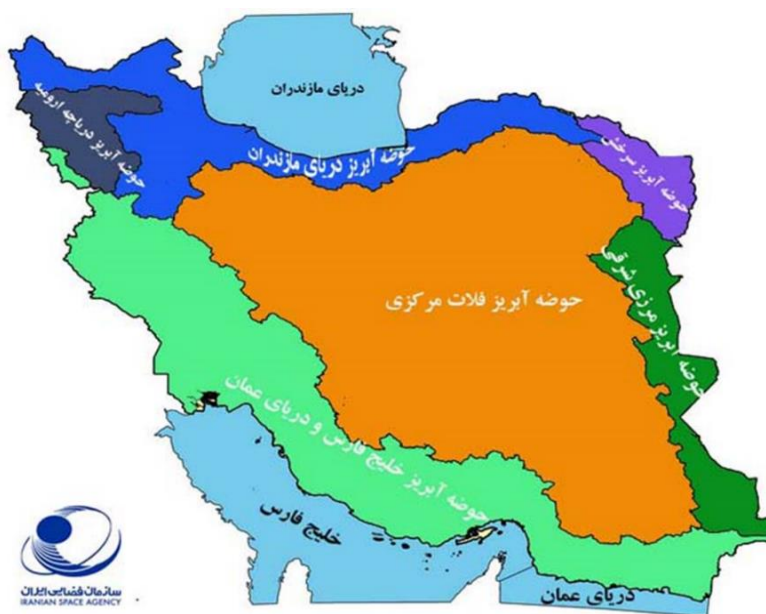 دریای مازندران
حوضه آبریز دریاچه ارومیه
حوضه آبریز دریای مازندران
حوضه آبریز سرخس
حوضه آبریز مرزی شرقی
حوضه آبریز فلات مرکزی
حوضه آبریز خلیج فارس و دریای عمان
خلیج فارس
دریای عمان
سازمان فضایی ایران
IRANIAN SPACE AGENCY